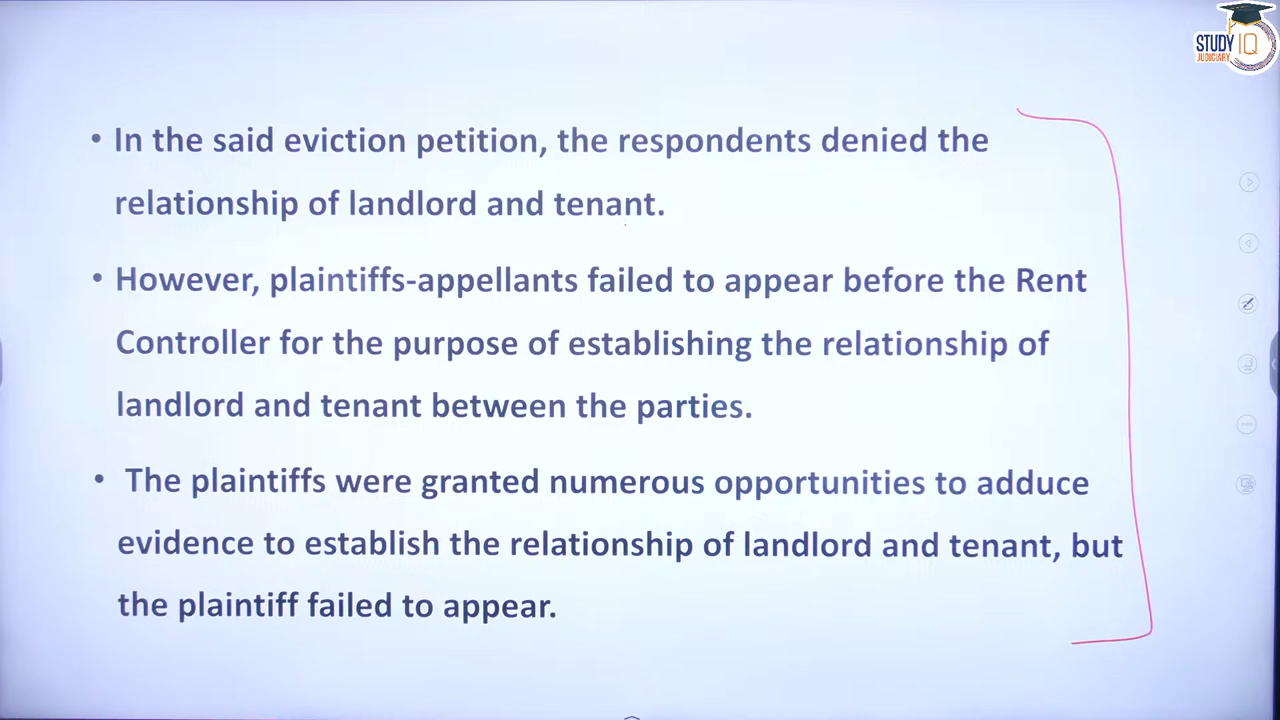 STUDY IQ
JUDICIARY
• In the said eviction petition, the respondents denied the
relationship of landlord and tenant.
• However, plaintiffs-appellants failed to appear before the Rent
Controller for the purpose of establishing the relationship of
landlord and tenant between the parties.
• The plaintiffs were granted numerous opportunities to adduce
evidence to establish the relationship of landlord and tenant, but
the plaintiff failed to appear.